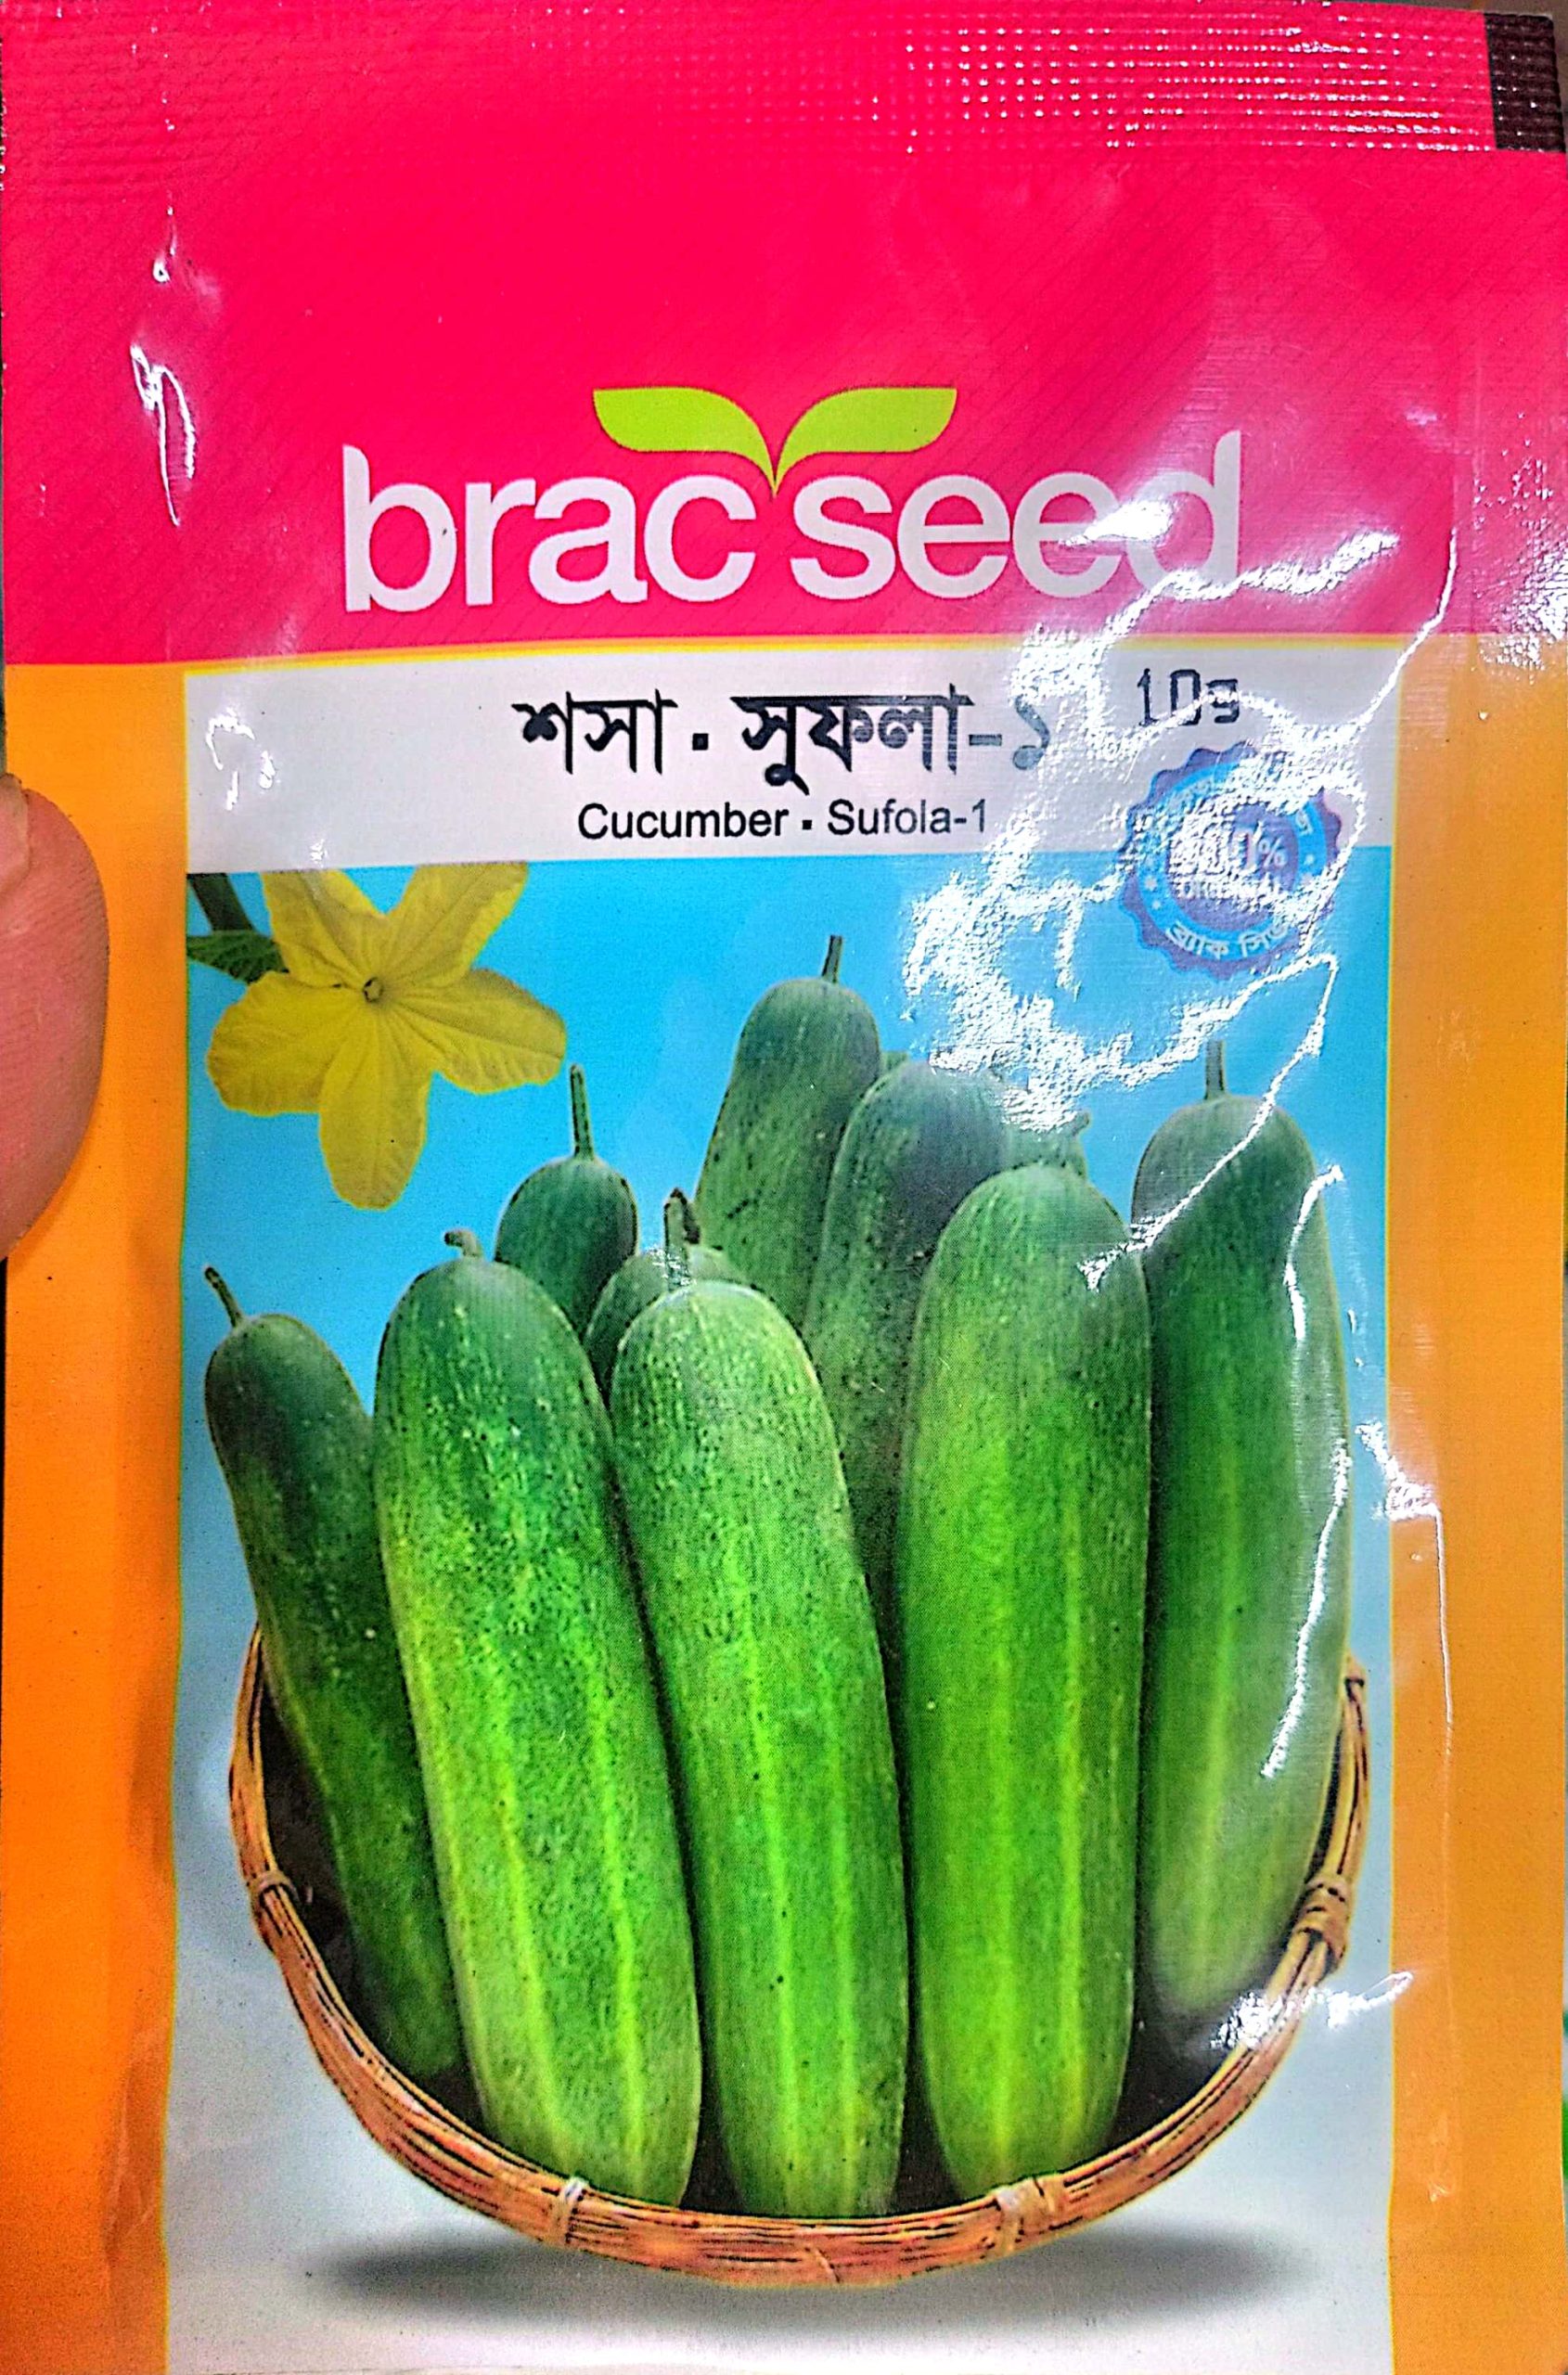 brac seed
শসা ▪ সুফলা-১
10g
Cucumber ▪ Sufola-1
ব্র্যাক সিড